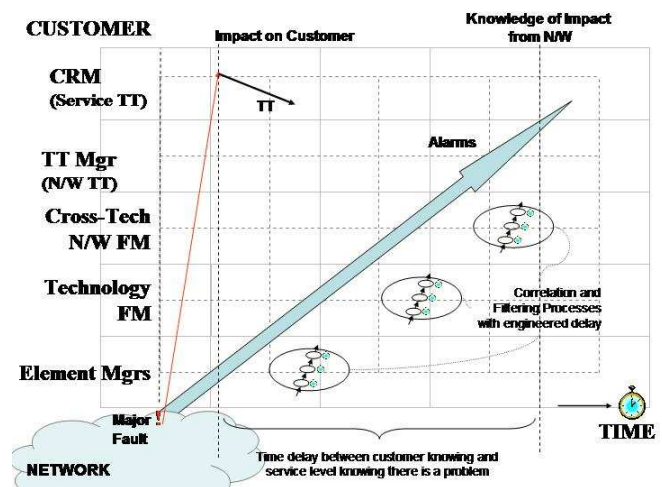 CUSTOMER
Impact on Customer
Knowledge of Impact
from N/W
CRM
(Service TT)
TT
Alarms
TT Mgr
(N/W TT)
Cross-Tech
N/W FM
Technology
FM
Correlation and
Filtering Processes
with engineered delay
Element Mgrs
Major
Fault
!
TIME
Time delay between customer knowing and
service level knowing there is a problem
NETWORK